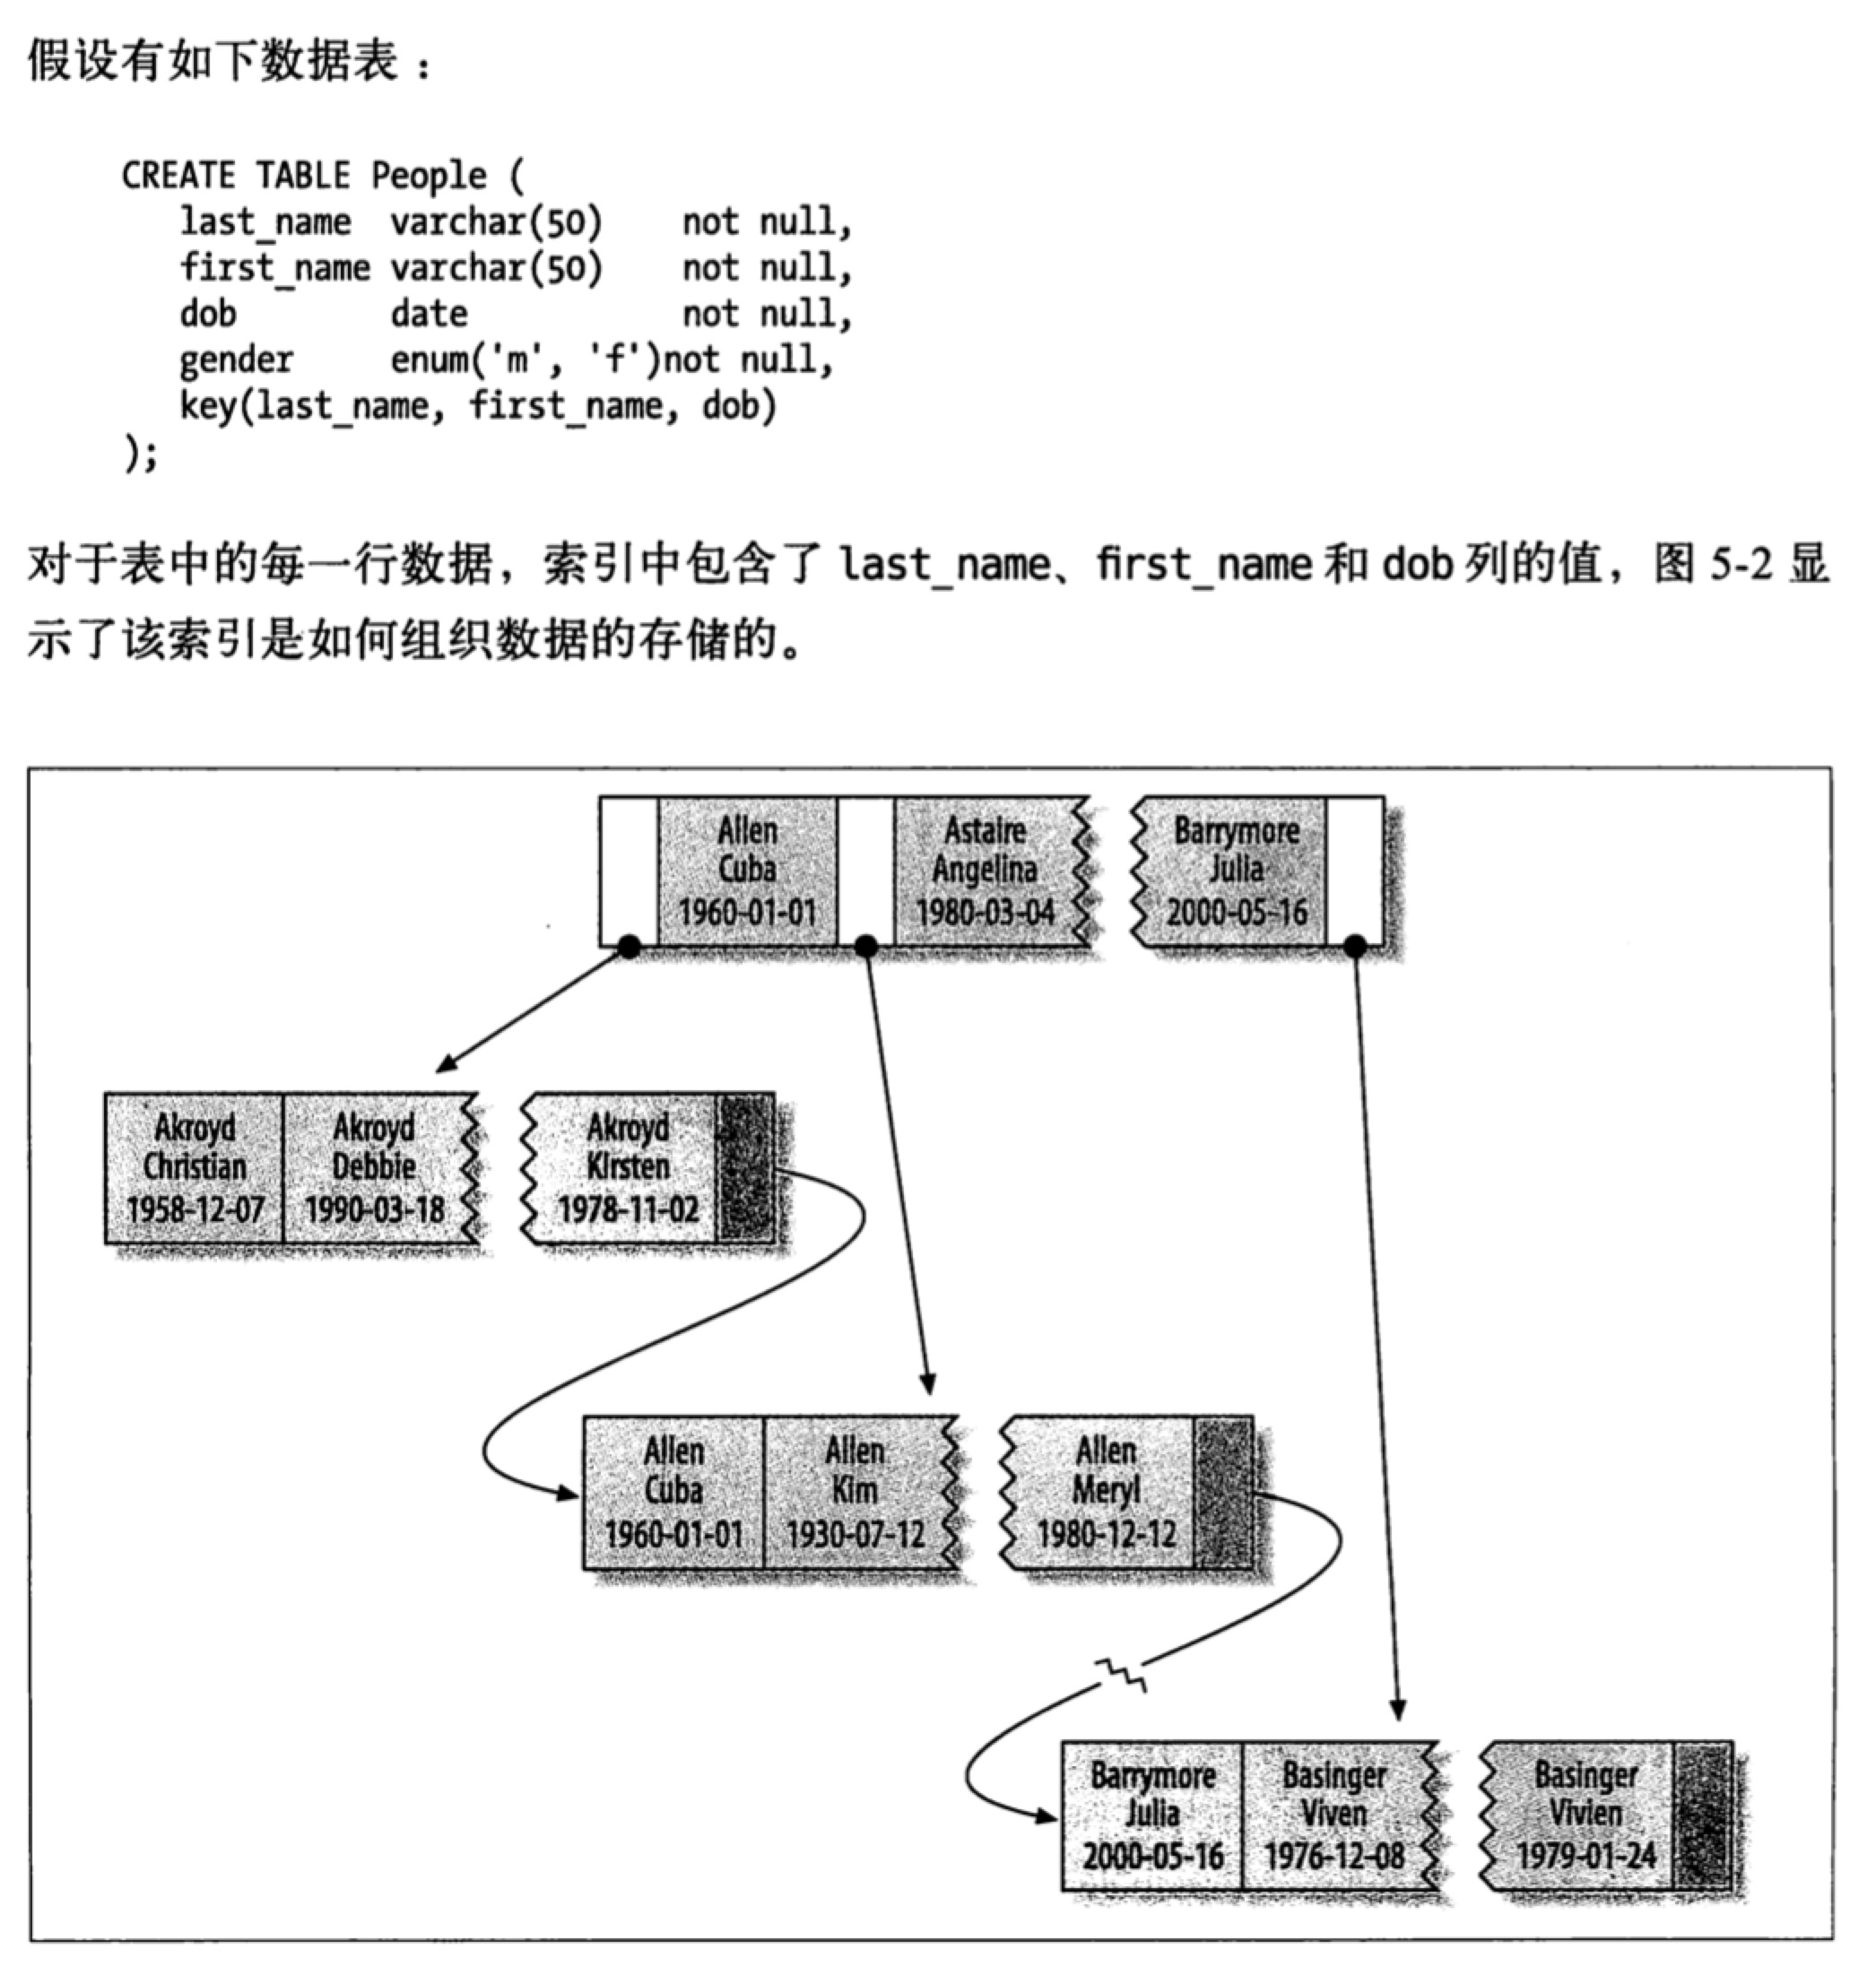 假设有如下数据表：
CREATE TABLE People (
last_name varchar(50) not null,
first_name varchar(50) not null,
dob date not null,
gender enum('m', 'f')not null,
key(last_name, first_name, dob)
);
对于表中的每一行数据，索引中包含了 last_name、first_name 和 dob 列的值，图 5-2 显
示了该索引是如何组织数据的存储的。
Allen
Cuba
1960-01-01
Astaire
Angelina
1980-03-04
Barrymore
Julia
2000-05-16
Akroyd
Christian
1958-12-07
Akroyd
Debbie
1990-03-18
Akroyd
Kirsten
1978-11-02
Allen
Cuba
1960-01-01
Allen
Kim
1930-07-12
Allen
Meryl
1980-12-12
Barrymore
Julia
2000-05-16
Basinger
Viven
1976-12-08
Basinger
Vivien
1979-01-24